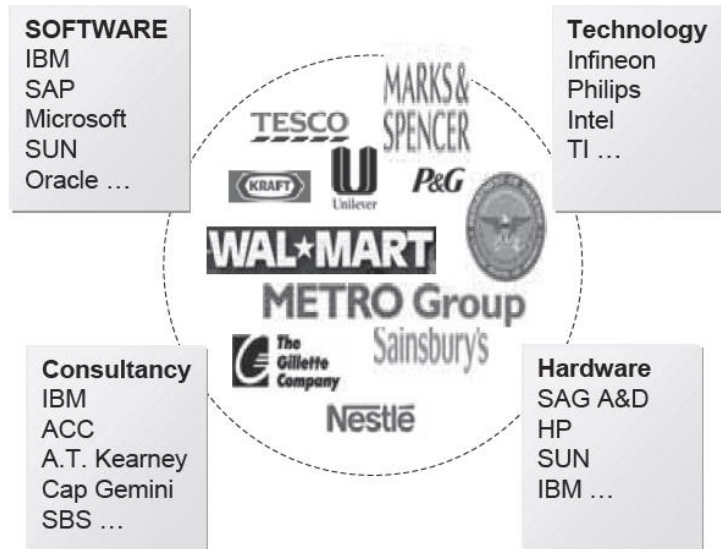 SOFTWARE
IBM
SAP
Microsoft
SUN
Oracle …
Technology
Infineon
Philips
Intel
TI …
MARKS &
SPENCER
TESCO
KRAFT
Unilever
P&G
WAL★MART
METRO Group
The
Gillette
Company
Sainsbury's
Nestlé
Consultancy
IBM
ACC
A.T. Kearney
Cap Gemini
SBS …
Hardware
SAG A&D
HP
SUN
IBM …